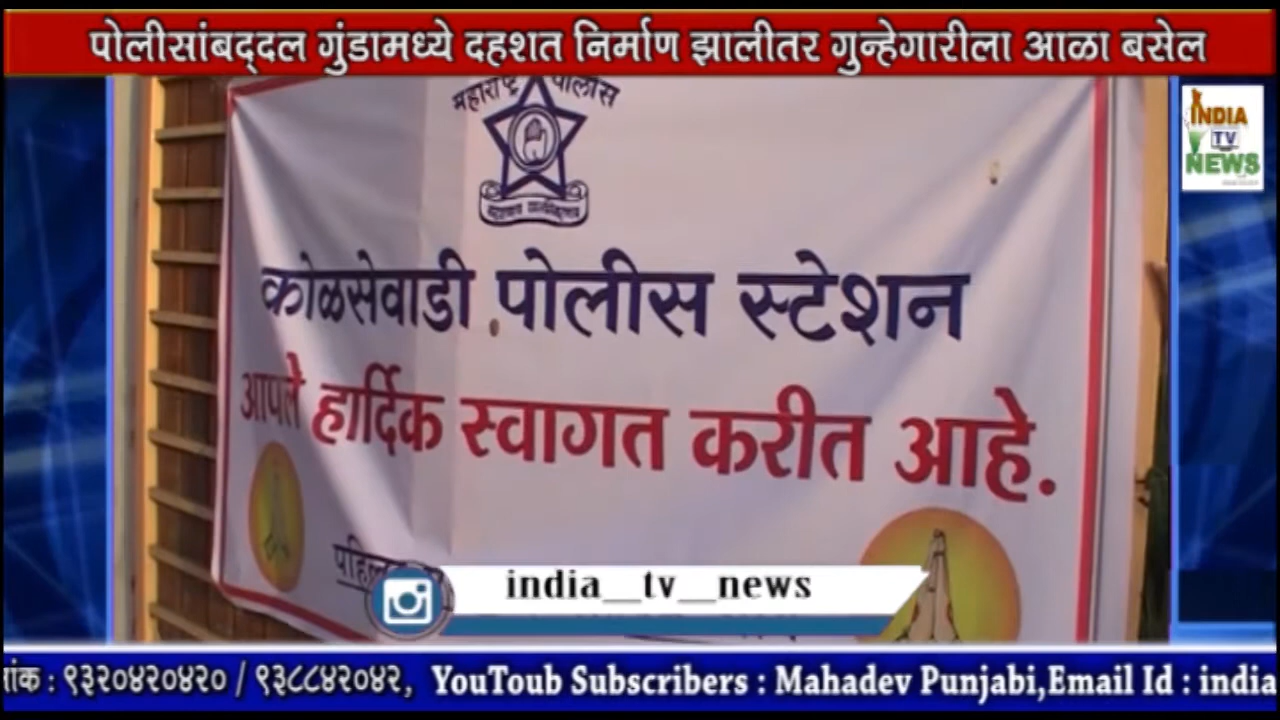 पोलीसांबद्दल गुंडामध्ये दहशत निर्माण झालीतर गुन्हेगारीला आळा बसेल
INDIA
TV
NEWS
महाराष्ट्र पोलीस
कोळसेवाडी पोलीस स्टेशन
आपले हार्दिक स्वागत करीत आहे.
india_tv_news
९३२०४२०४२० / ९३८८४२०४२, YouToub Subscribers : Mahadev Punjabi,Email Id : india